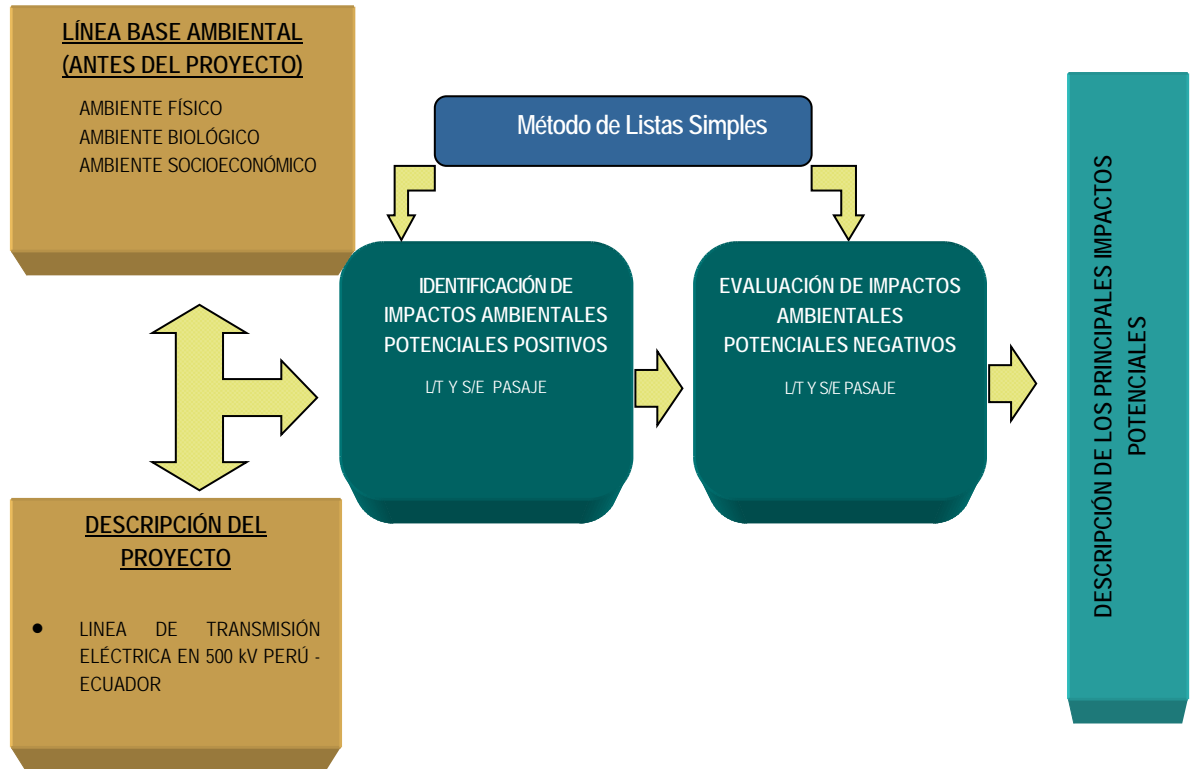 LÍNEA BASE AMBIENTAL
(ANTES DEL PROYECTO)
AMBIENTE FÍSICO
AMBIENTE BIOLÓGICO
AMBIENTE SOCIOECONÓMICO
Método de Listas Simples
IDENTIFICACIÓN DE
IMPACTOS AMBIENTALES
POTENCIALES POSITIVOS
L/T Y S/E PASAJE
EVALUACIÓN DE IMPACTOS
AMBIENTALES
POTENCIALES NEGATIVOS
L/T Y S/E PASAJE
DESCRIPCIÓN DE LOS PRINCIPALES IMPACTOS
POTENCIALES
DESCRIPCIÓN DEL
PROYECTO
• LINEA DE TRANSMISIÓN
ELÉCTRICA EN 500 kV PERÚ -
ECUADOR